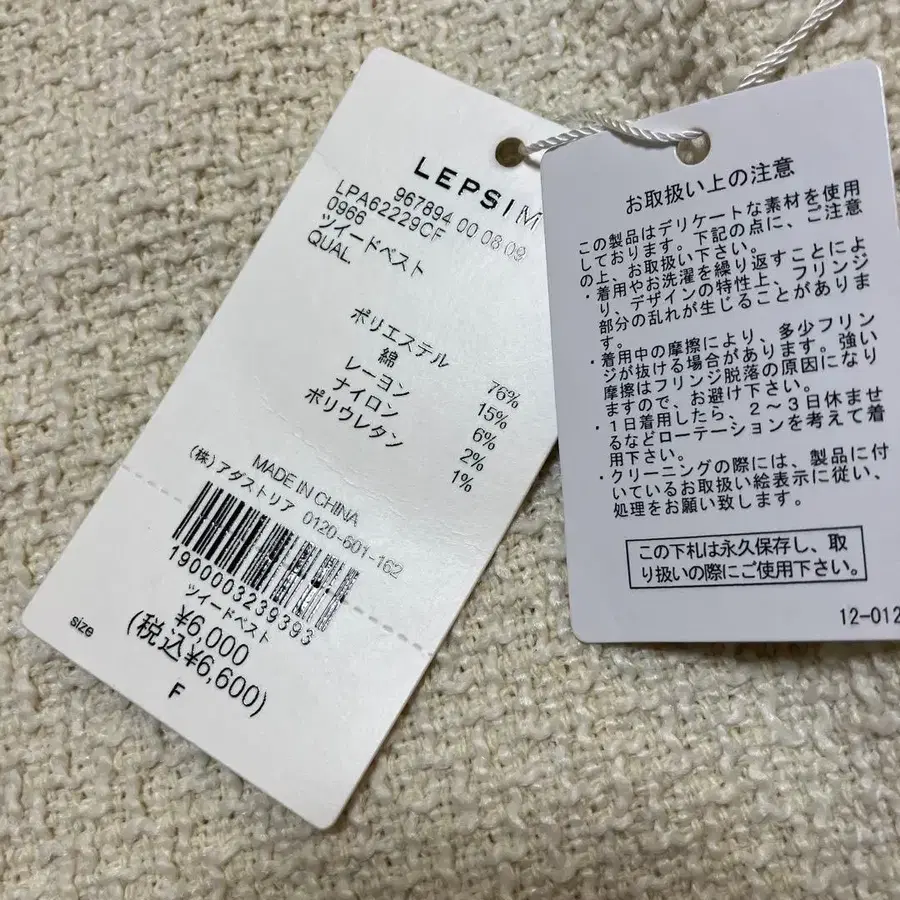 LEPSIM
967894 00 08 09
LPA62229CF
0966
ツイードベスト
QUAL
ポリエステル 76%
綿 15%
レーヨン 6%
ナイロン 2%
ポリウレタン 1%
MADE IN CHINA
(株)アダストリア 0120-601-162
1900003239393
ツイードベスト
¥6,000
(税込¥6,600)
size F
お取扱い上の注意
この製品はデリケートな素材を使用
しております。下記の点に、ご注意
の上、お取扱い下さい。
・着用やお洗濯を繰り返すことによ
り、デザインの特性上、フリンジ
部分の乱れが生じることがありま
す。
・着用中の摩擦により、多少フリン
ジが抜ける場合があります。強い
摩擦はフリンジ脱落の原因になり
ますので、お避け下さい。
・1日着用したら、2～3日休ませ
るなどローテーションを考えて着
用下さい。
・クリーニングの際には、製品に付
いているお取扱い絵表示に従い、
処理をお願い致します。
この下札は永久保存し、取
り扱いの際にご使用下さい。
12-012